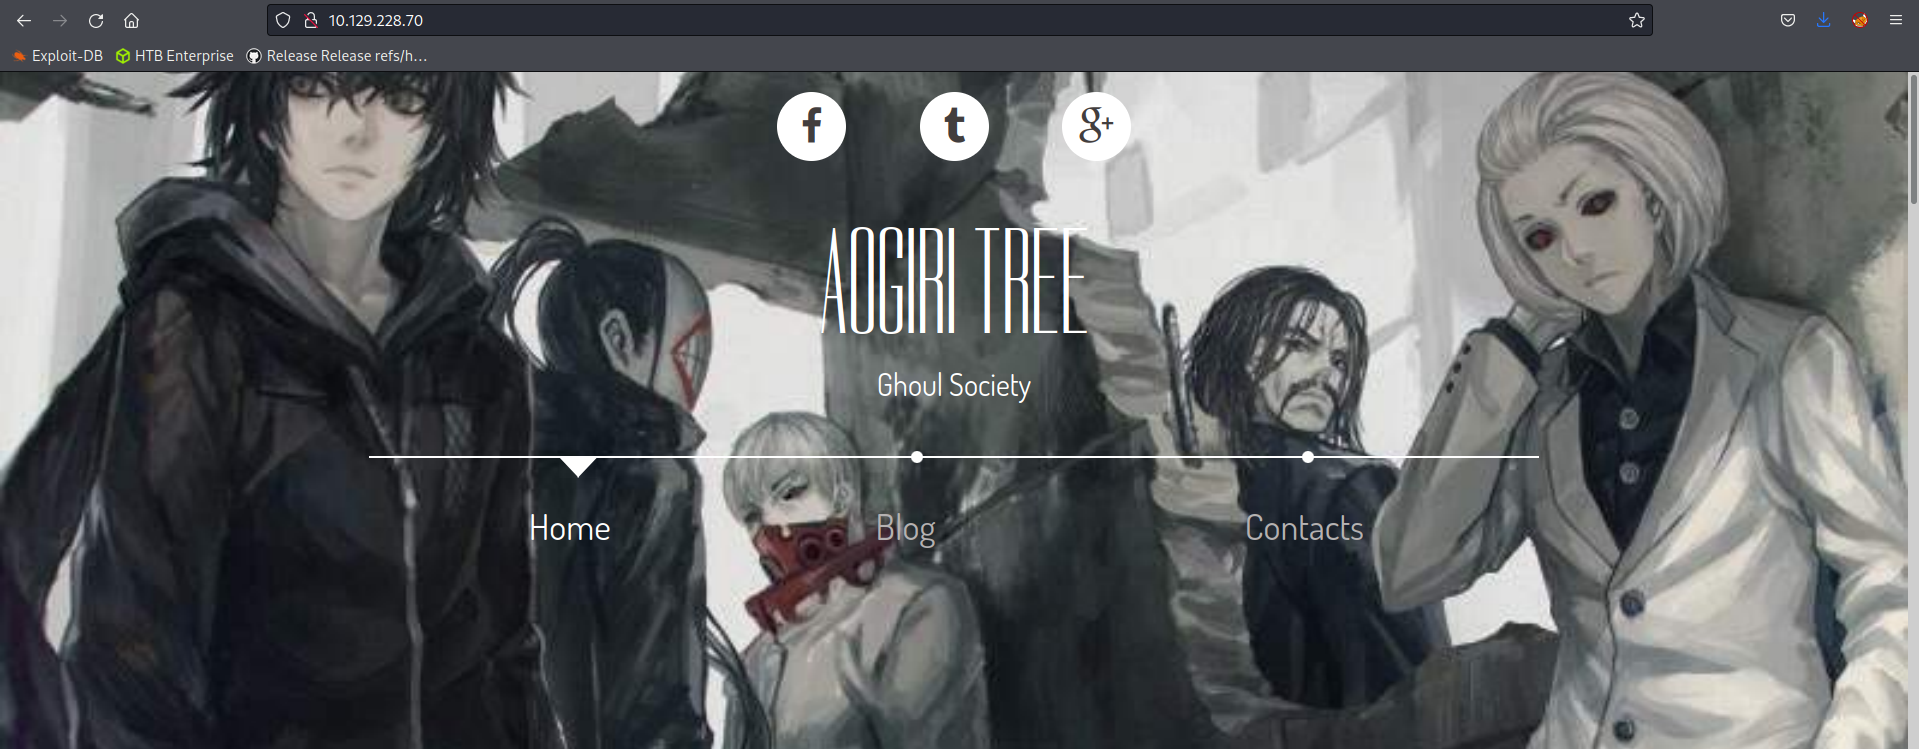 10.129.228.70
Exploit-DB HTB Enterprise Release Release refs/h...
f t g+
AOGIRI TREE
Ghoul Society
Home Blog Contacts